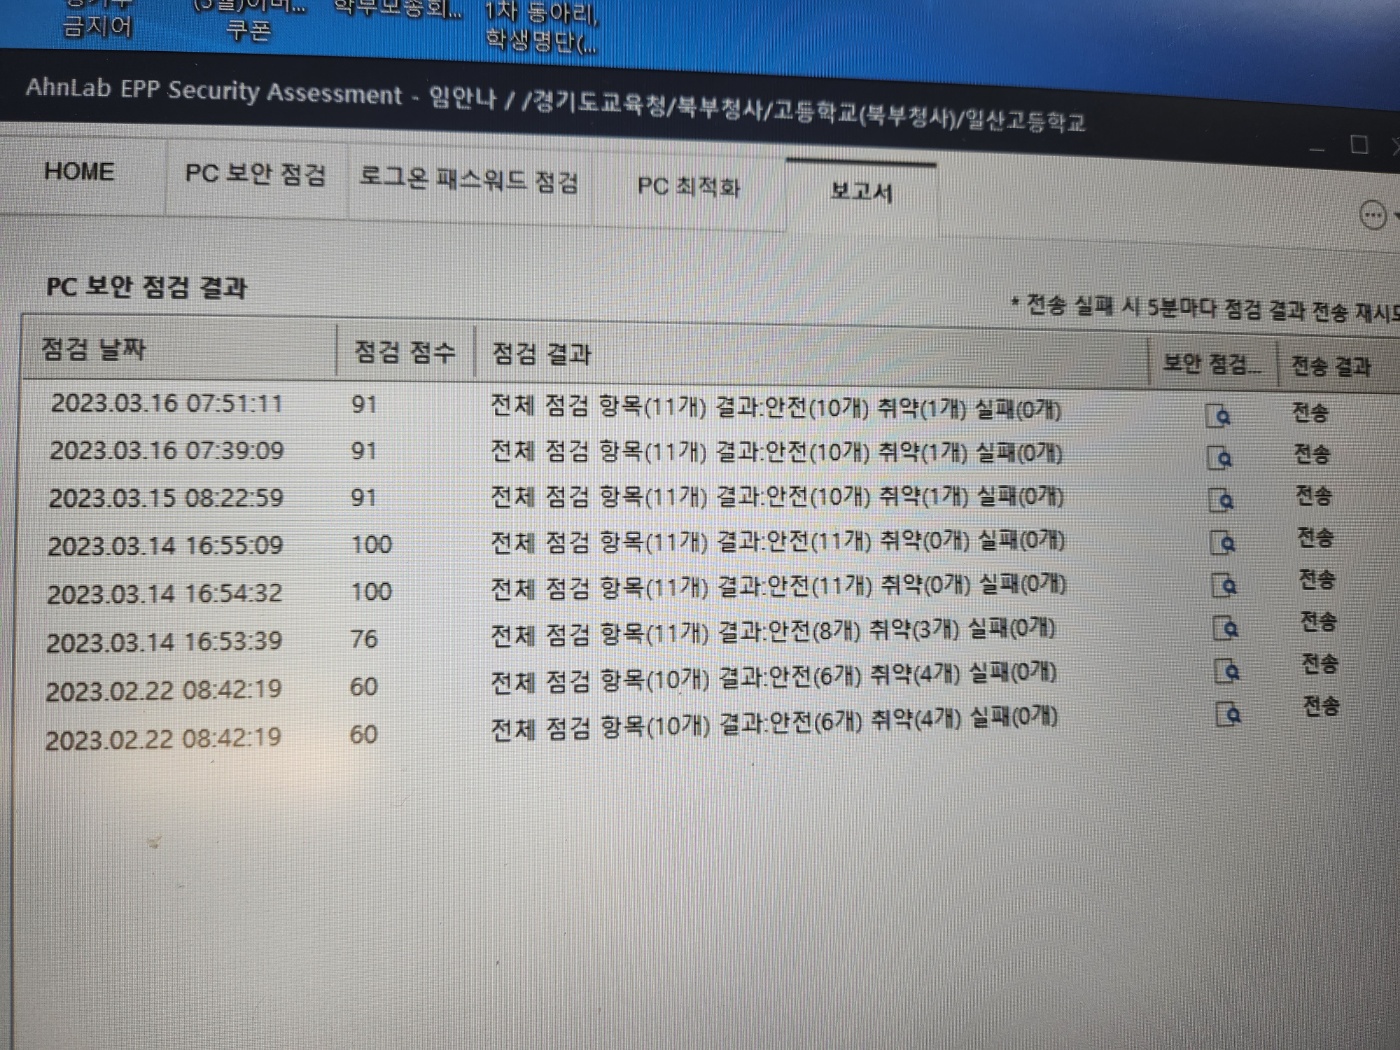 금지어
쿠폰
학부모총회...
1차 동아리,
학생명단(...
AhnLab EPP Security Assessment - 임안나 / /경기도교육청/북부청사/고등학교(북부청사)/일산고등학교
HOME
PC 보안 점검
로그온 패스워드 점검
PC 최적화
보고서
PC 보안 점검 결과
* 전송 실패 시 5분마다 점검 결과 전송 재시도
점검 날짜 점검 점수 점검 결과 보안 점검... 전송 결과
2023.03.16 07:51:11 91 전체 점검 항목(11개) 결과:안전(10개) 취약(1개) 실패(0개) 전송
2023.03.16 07:39:09 91 전체 점검 항목(11개) 결과:안전(10개) 취약(1개) 실패(0개) 전송
2023.03.15 08:22:59 91 전체 점검 항목(11개) 결과:안전(10개) 취약(1개) 실패(0개) 전송
2023.03.14 16:55:09 100 전체 점검 항목(11개) 결과:안전(11개) 취약(0개) 실패(0개) 전송
2023.03.14 16:54:32 100 전체 점검 항목(11개) 결과:안전(11개) 취약(0개) 실패(0개) 전송
2023.03.14 16:53:39 76 전체 점검 항목(11개) 결과:안전(8개) 취약(3개) 실패(0개) 전송
2023.02.22 08:42:19 60 전체 점검 항목(10개) 결과:안전(6개) 취약(4개) 실패(0개) 전송
2023.02.22 08:42:19 60 전체 점검 항목(10개) 결과:안전(6개) 취약(4개) 실패(0개) 전송